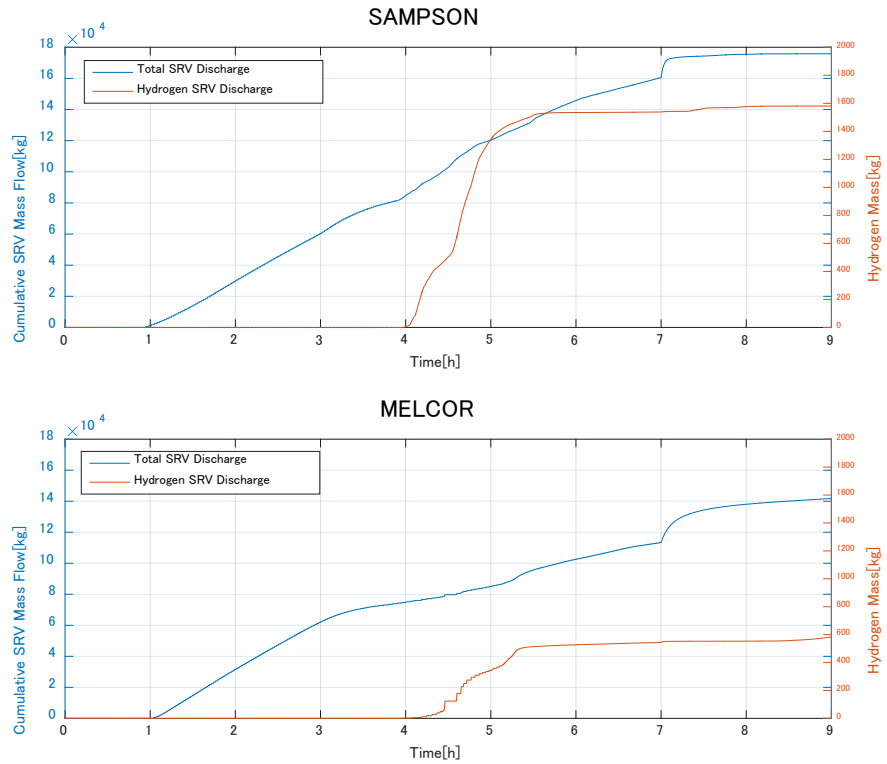 SAMPSON
× 10 4
Total SRV Discharge
Hydrogen SRV Discharge
Cumulative SRV Mass Flow[kg]
18
16
14
12
10
8
6
4
2
0
0 1 2 3 4 5 6 7 8 9
Time[h]
2000
1800
1600
1400
1200
1000
800
600
400
200
0
Hydrogen Mass[kg]
MELCOR
× 10 4
Total SRV Discharge
Hydrogen SRV Discharge
Cumulative SRV Mass Flow[kg]
18
16
14
12
10
8
6
4
2
0
0 1 2 3 4 5 6 7 8 9
Time[h]
2000
1800
1600
1400
1200
1000
800
600
400
200
0
Hydrogen Mass[kg]